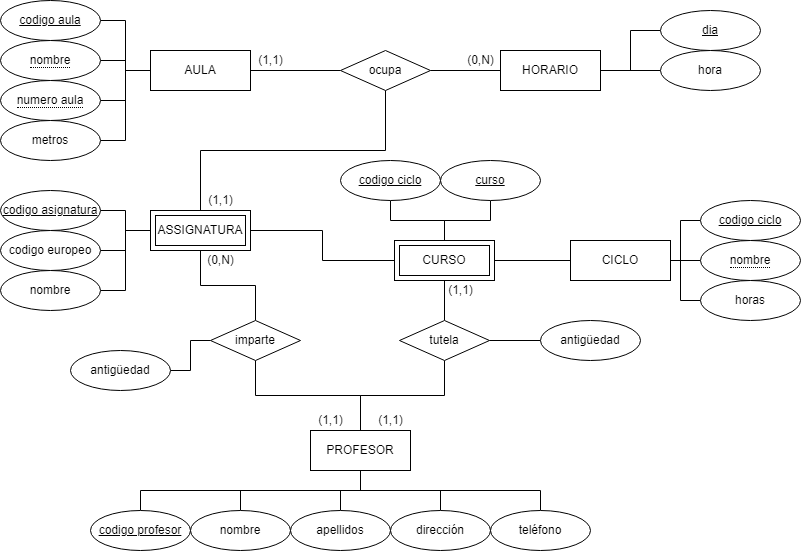 codigo aula
nombre
numero aula
metros
AULA
(1,1)
ocupa
(0,N)
HORARIO
dia
hora
(1,1)
codigo asignatura
codigo europeo
nombre
ASSIGNATURA
(0,N)
codigo ciclo
curso
CURSO
(1,1)
CICLO
codigo ciclo
nombre
horas
imparte
antigüedad
tutela
antigüedad
(1,1)
(1,1)
PROFESOR
codigo profesor
nombre
apellidos
dirección
teléfono